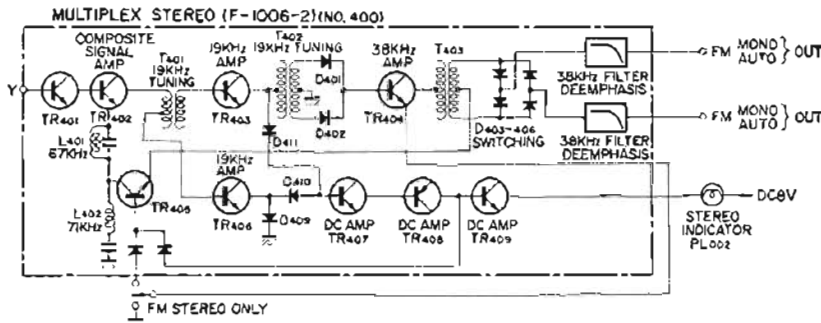 MULTIPLEX STEREO (F-1006-2)(NO. 400)
COMPOSITE
SIGNAL
AMP
T401
19KHz
TUNING
19KHz
AMP
T402
19KHz TUNING
38KHz
AMP
T403
D401
D402
Y
TR401
TR402
TR403
TR404
D403-406
SWITCHING
38KHz FILTER
DEEMPHASIS
FM MONO
AUTO } OUT
38KHz FILTER
DEEMPHASIS
FM MONO
AUTO } OUT
L401
67KHz
D411
19KHz
AMP
D410
D409
L402
71KHz
TR405
TR406
DC AMP
TR407
DC AMP
TR408
DC AMP
TR409
DC8V
STEREO
INDICATOR
PL002
FM STEREO ONLY